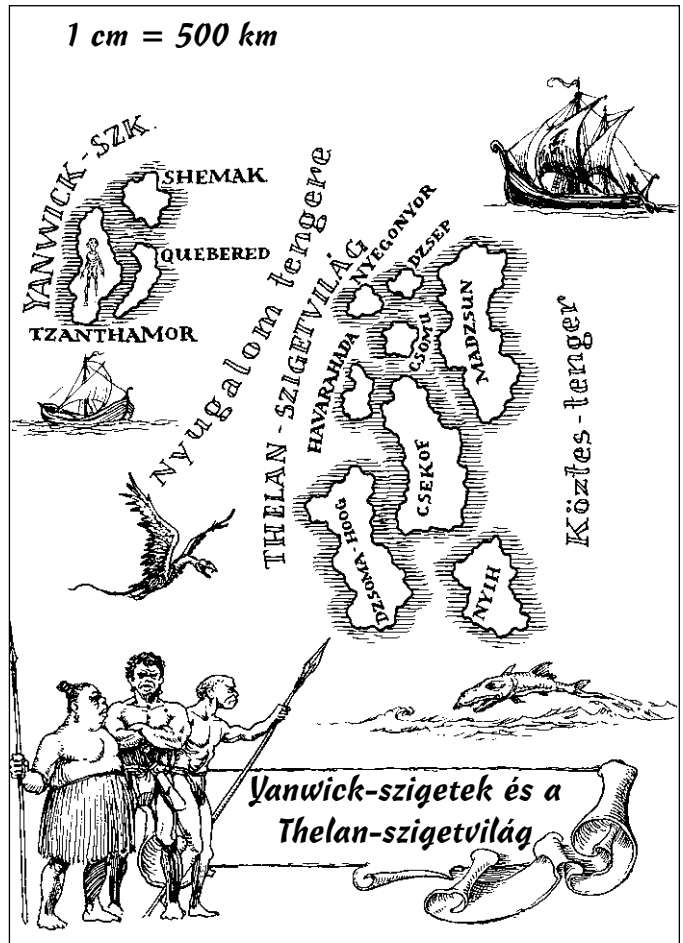 1 cm = 500 km
YANWICK-SZK.
SHEMAK
QUEBERED
TZANTHAMOR
Nyugalom tengere
THELAN-SZIGETVILÁG
NYEGONYOR
DZSEP
CSOMU
MADZSUN
HAVARAHADA
CSEKOF
DZSOMA-HOOG
NYIH
Köztes-tenger
Yanwick-szigetek és a
Thelan-szigetvilág